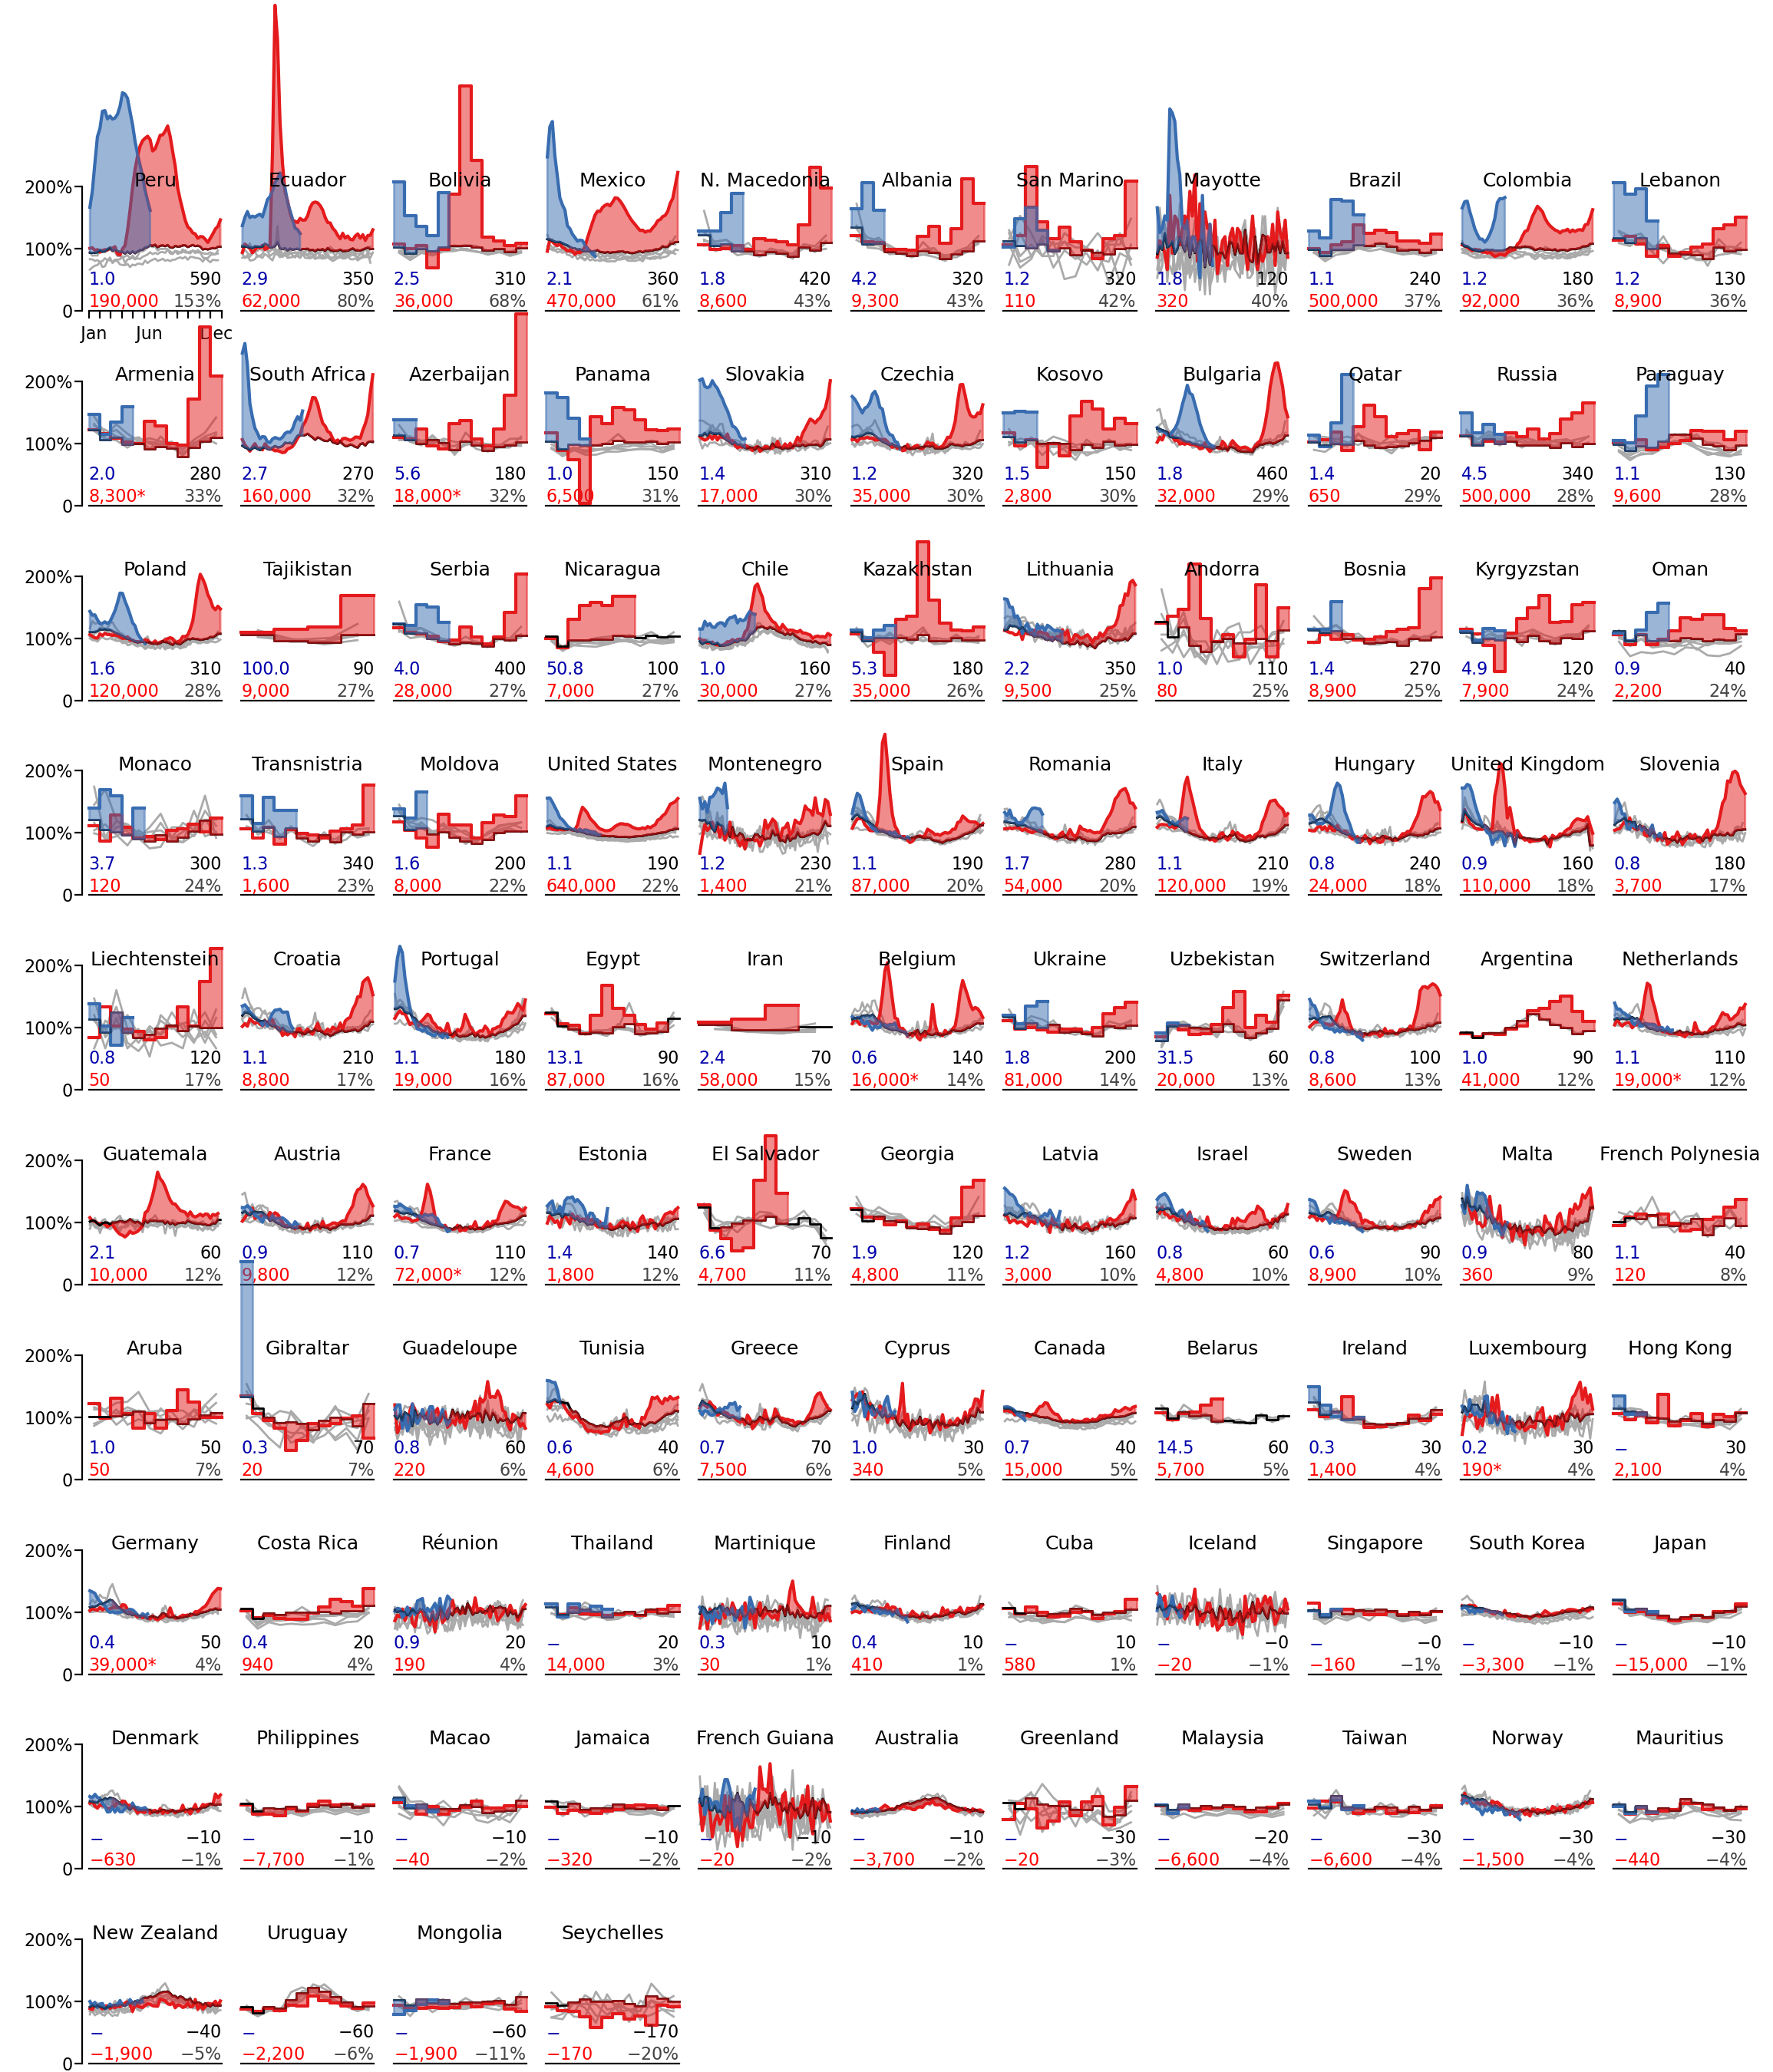 Peru Ecuador Bolivia Mexico N. Macedonia Albania San Marino Mayotte Brazil Colombia Lebanon
200%
100%
1.0 590 2.9 350 2.5 310 2.1 360 1.8 420 4.2 320 1.2 320 1.8 120 1.1 240 1.2 180 1.2 130
190,000 153% 62,000 80% 36,000 68% 470,000 61% 8,600 43% 9,300 43% 110 42% 320 40% 500,000 37% 92,000 36% 8,900 36%
0
Jan Jun Dec
Armenia South Africa Azerbaijan Panama Slovakia Czechia Kosovo Bulgaria Qatar Russia Paraguay
200%
100%
2.0 280 2.7 270 5.6 180 1.0 150 1.4 310 1.2 320 1.5 150 1.8 460 1.4 20 4.5 340 1.1 130
8,300* 33% 160,000 32% 18,000* 32% 6,500 31% 17,000 30% 35,000 30% 2,800 30% 32,000 29% 650 29% 500,000 28% 9,600 28%
0
Poland Tajikistan Serbia Nicaragua Chile Kazakhstan Lithuania Andorra Bosnia Kyrgyzstan Oman
200%
100%
1.6 310 100.0 90 4.0 400 50.8 100 1.0 160 5.3 180 2.2 350 1.0 110 1.4 270 4.9 120 0.9 40
120,000 28% 9,000 27% 28,000 27% 7,000 27% 30,000 27% 35,000 26% 9,500 25% 80 25% 8,900 25% 7,900 24% 2,200 24%
0
Monaco Transnistria Moldova United States Montenegro Spain Romania Italy Hungary United Kingdom Slovenia
200%
100%
3.7 300 1.3 340 1.6 200 1.1 190 1.2 230 1.1 190 1.7 280 1.1 210 0.8 240 0.9 160 0.8 180
120 24% 1,600 23% 8,000 22% 640,000 22% 1,400 21% 87,000 20% 54,000 20% 120,000 19% 24,000 18% 110,000 18% 3,700 17%
0
Liechtenstein Croatia Portugal Egypt Iran Belgium Ukraine Uzbekistan Switzerland Argentina Netherlands
200%
100%
0.8 120 1.1 210 1.1 180 13.1 90 2.4 70 0.6 140 1.8 200 31.5 60 0.8 100 1.0 90 1.1 110
50 17% 8,800 17% 19,000 16% 87,000 16% 58,000 15% 16,000* 14% 81,000 14% 20,000 13% 8,600 13% 41,000 12% 19,000* 12%
0
Guatemala Austria France Estonia El Salvador Georgia Latvia Israel Sweden Malta French Polynesia
200%
100%
2.1 60 0.9 110 0.7 110 1.4 140 6.6 70 1.9 120 1.2 160 0.8 60 0.6 90 0.9 80 1.1 40
10,000 12% 9,800 12% 72,000* 12% 1,800 12% 4,700 11% 4,800 11% 3,000 10% 4,800 10% 8,900 10% 360 9% 120 8%
0
Aruba Gibraltar Guadeloupe Tunisia Greece Cyprus Canada Belarus Ireland Luxembourg Hong Kong
200%
100%
1.0 50 0.3 70 0.8 60 0.6 40 0.7 70 1.0 30 0.7 40 14.5 60 0.3 30 0.2 30 – 30
50 7% 20 7% 220 6% 4,600 6% 7,500 6% 340 5% 15,000 5% 5,700 5% 1,400 4% 190* 4% 2,100 4%
0
Germany Costa Rica Réunion Thailand Martinique Finland Cuba Iceland Singapore South Korea Japan
200%
100%
0.4 50 0.4 20 0.9 20 – 20 0.3 10 0.4 10 – 10 – −0 – −0 – −10 – −10
39,000* 4% 940 4% 190 4% 14,000 3% 30 1% 410 1% 580 1% −20 −1% −160 −1% −3,300 −1% −15,000 −1%
0
Denmark Philippines Macao Jamaica French Guiana Australia Greenland Malaysia Taiwan Norway Mauritius
200%
100%
– −10 – −10 – −10 – −10 – −10 – −10 – −30 – −20 – −30 – −30 – −30
−630 −1% −7,700 −1% −40 −2% −320 −2% −20 −2% −3,700 −2% −20 −3% −6,600 −4% −6,600 −4% −1,500 −4% −440 −4%
0
New Zealand Uruguay Mongolia Seychelles
200%
100%
– −40 – −60 – −60 – −170
−1,900 −5% −2,200 −6% −1,900 −11% −170 −20%
0